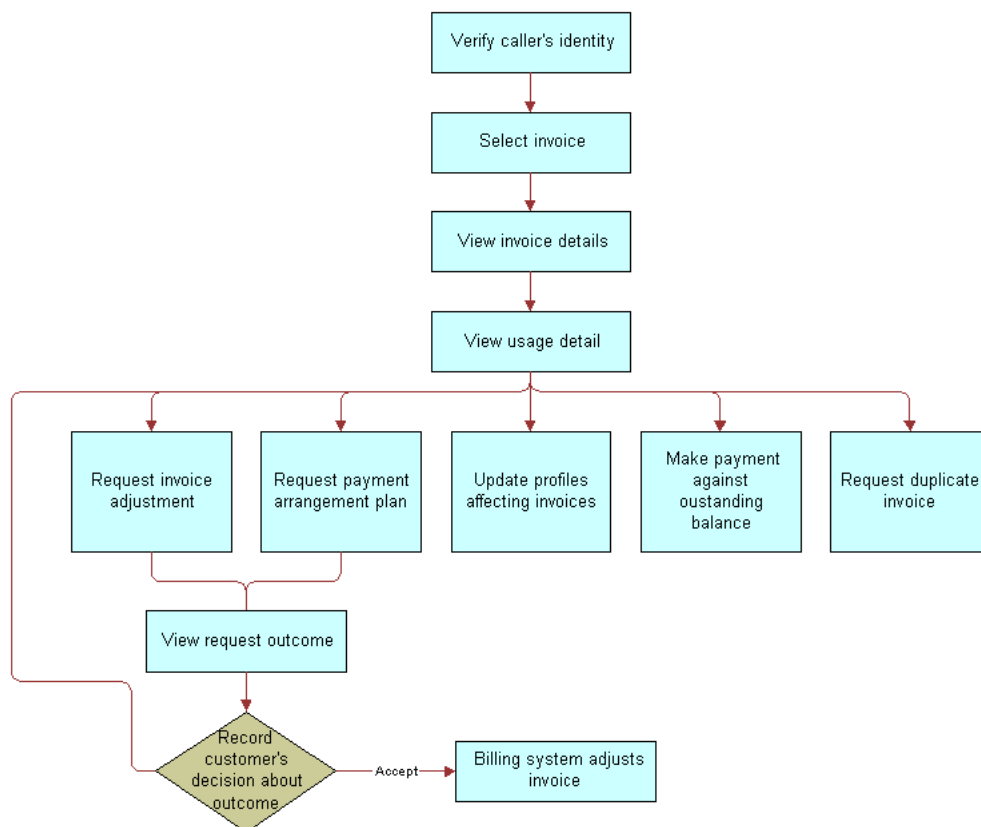 Verify caller's identity
Select invoice
View invoice details
View usage detail
Request invoice
adjustment
Request payment
arrangement plan
Update profiles
affecting invoices
Make payment
against
oustanding
balance
Request duplicate
invoice
View request outcome
Record
customer's
decision about
outcome
Accept
Billing system adjusts
invoice